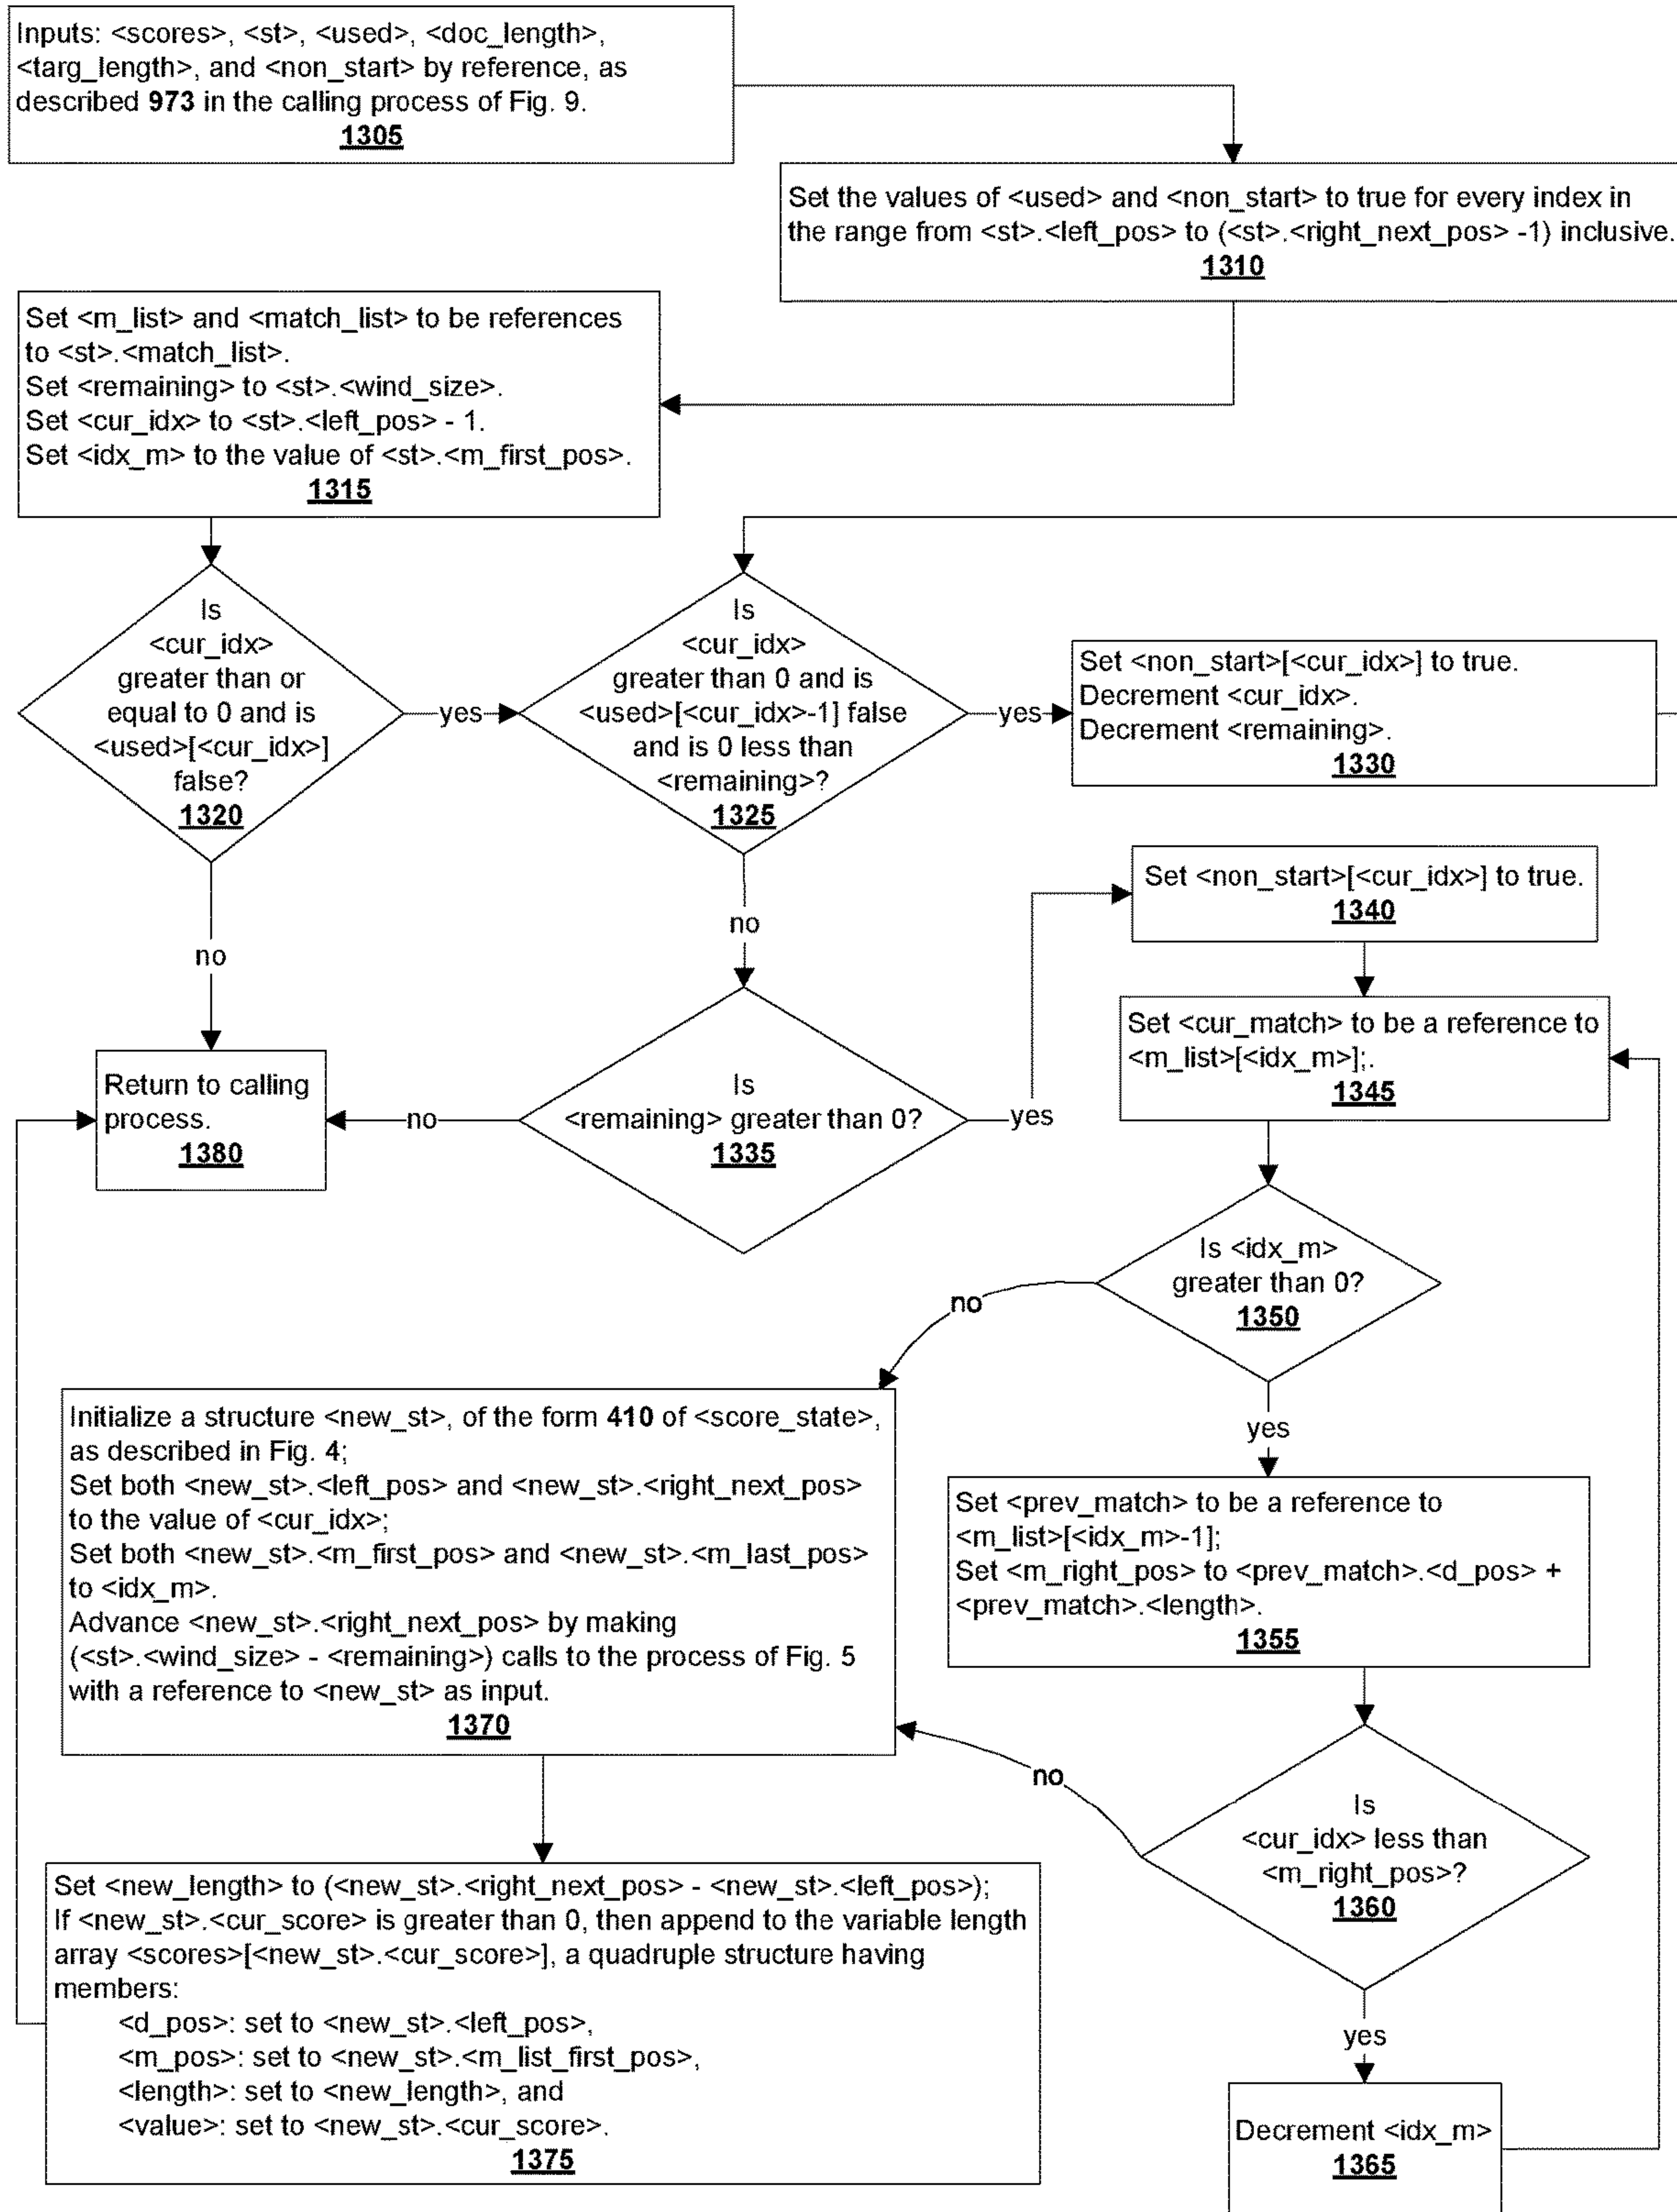 Inputs: <scores>, <st>, <used>, <doc_length>,
<targ_length>, and <non_start> by reference, as
described 973 in the calling process of Fig. 9.
1305
Set the values of <used> and <non_start> to true for every index in
the range from <st>.<left_pos> to (<st>.<right_next_pos> -1) inclusive.
1310
Set <m_list> and <match_list> to be references
to <st>.<match_list>.
Set <remaining> to <st>.<wind_size>.
Set <cur_idx> to <st>.<left_pos> - 1.
Set <idx_m> to the value of <st>.<m_first_pos>.
1315
Is
<cur_idx>
greater than or
equal to 0 and is
<used>[<cur_idx>]
false?
1320
yes
no
Is
<cur_idx>
greater than 0 and is
<used>[<cur_idx>-1] false
and is 0 less than
<remaining>?
1325
yes
no
Set <non_start>[<cur_idx>] to true.
Decrement <cur_idx>.
Decrement <remaining>.
1330
Is
<remaining> greater than 0?
1335
no
yes
Return to calling
process.
1380
Set <non_start>[<cur_idx>] to true.
1340
Set <cur_match> to be a reference to
<m_list>[<idx_m>];.
1345
Is <idx_m>
greater than 0?
1350
no
yes
Set <prev_match> to be a reference to
<m_list>[<idx_m>-1];
Set <m_right_pos> to <prev_match>.<d_pos> +
<prev_match>.<length>.
1355
Is
<cur_idx> less than
<m_right_pos>?
1360
no
yes
Decrement <idx_m>
1365
Initialize a structure <new_st>, of the form 410 of <score_state>,
as described in Fig. 4;
Set both <new_st>.<left_pos> and <new_st>.<right_next_pos>
to the value of <cur_idx>;
Set both <new_st>.<m_first_pos> and <new_st>.<m_last_pos>
to <idx_m>.
Advance <new_st>.<right_next_pos> by making
(<st>.<wind_size> - <remaining>) calls to the process of Fig. 5
with a reference to <new_st> as input.
1370
Set <new_length> to (<new_st>.<right_next_pos> - <new_st>.<left_pos>);
If <new_st>.<cur_score> is greater than 0, then append to the variable length
array <scores>[<new_st>.<cur_score>], a quadruple structure having
members:
<d_pos>: set to <new_st>.<left_pos>,
<m_pos>: set to <new_st>.<m_list_first_pos>,
<length>: set to <new_length>, and
<value>: set to <new_st>.<cur_score>.
1375